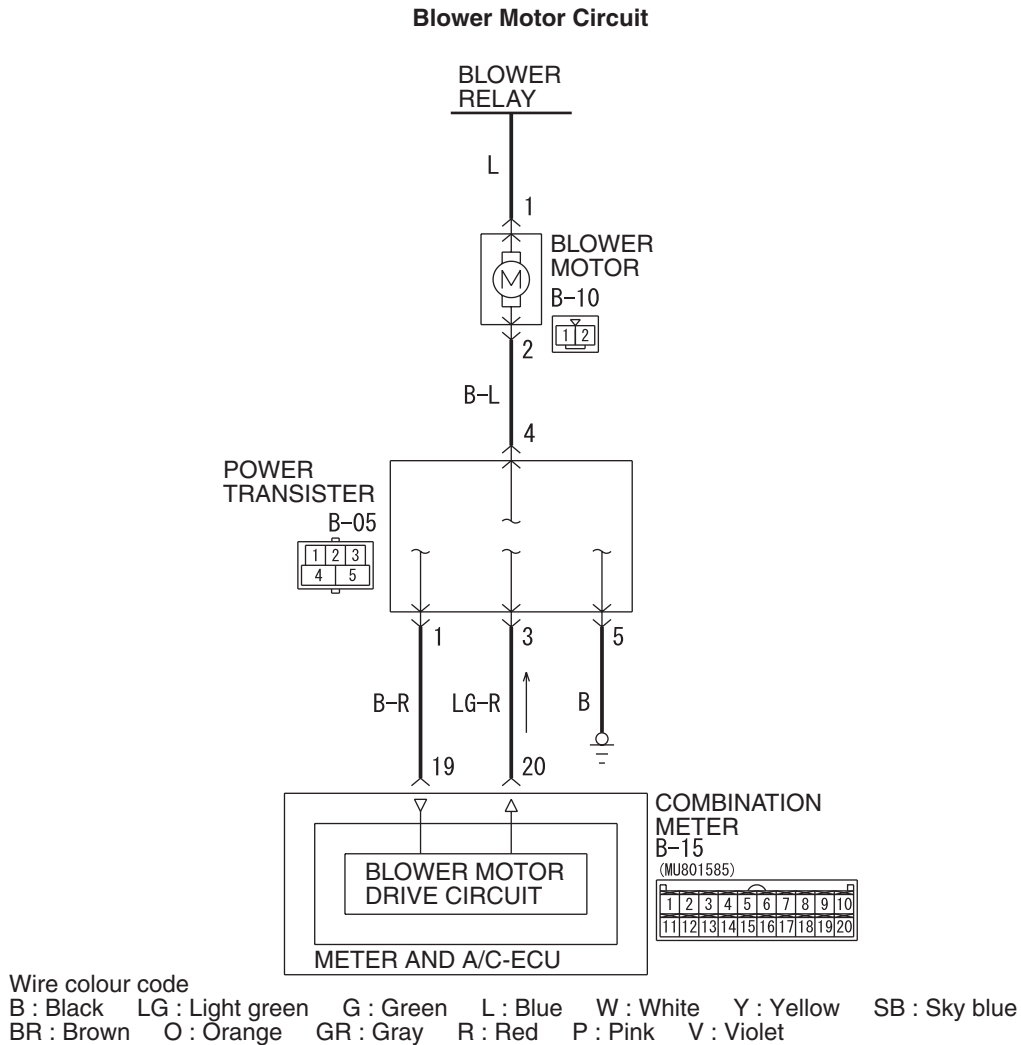 Blower Motor Circuit
BLOWER
RELAY
L
1
BLOWER
MOTOR
M
B-10
1 2
2
B-L
4
POWER
TRANSISTER
B-05
1 2 3
4 5
1 3 5
B-R LG-R B
19 20
COMBINATION
METER
B-15
(MU801585)
BLOWER MOTOR
DRIVE CIRCUIT
1 2 3 4 5 6 7 8 9 10
11 12 13 14 15 16 17 18 19 20
METER AND A/C-ECU
Wire colour code
B : Black LG : Light green G : Green L : Blue W : White Y : Yellow SB : Sky blue
BR : Brown O : Orange GR : Gray R : Red P : Pink V : Violet